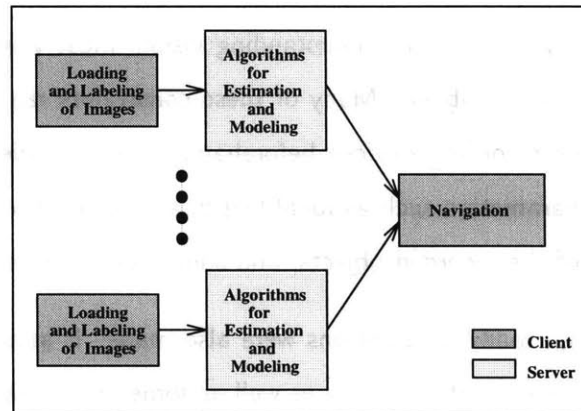 Loading
and Labeling
of Images
Algorithms
for
Estimation
and
Modeling
Navigation
Loading
and Labeling
of Images
Algorithms
for
Estimation
and
Modeling
Client
Server